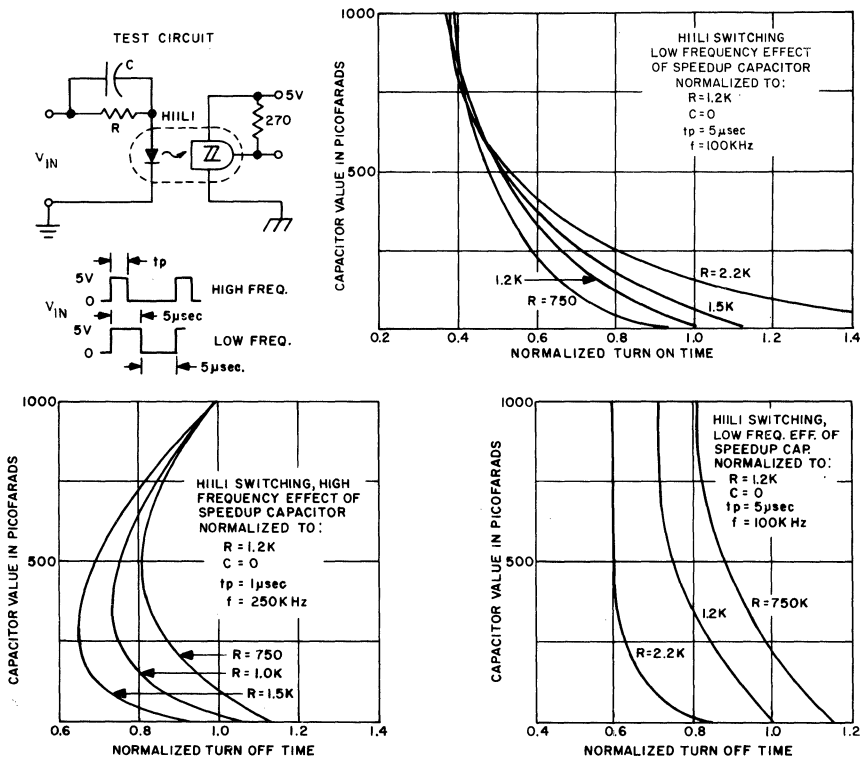 TEST CIRCUIT
C
R
HIILI
5V
270
VIN
tp
5V
0
HIGH FREQ.
VIN
5µsec
5V
0
LOW FREQ.
5µsec.
1000
500
CAPACITOR VALUE IN PICOFARADS
HIILI SWITCHING
LOW FREQUENCY EFFECT
OF SPEEDUP CAPACITOR
NORMALIZED TO:
R=1.2K
C=0
tp = 5µsec
f = 100KHz
R=2.2K
1.2K
R=750
1.5K
0.2 0.4 0.6 0.8 1.0 1.2 1.4
NORMALIZED TURN ON TIME
1000
500
CAPACITOR VALUE IN PICOFARADS
HIILI SWITCHING, HIGH
FREQUENCY EFFECT OF
SPEEDUP CAPACITOR
NORMALIZED TO:
R=1.2K
C=0
tp = 1µsec
f = 250KHz
R = 750
R = 1.0K
R = 1.5K
0.6 0.8 1.0 1.2 1.4
NORMALIZED TURN OFF TIME
1000
500
CAPACITOR VALUE IN PICOFARADS
HIILI SWITCHING,
LOW FREQ. EFF. OF
SPEEDUP CAP.
NORMALIZED TO:
R = 1.2K
C = 0
tp = 5µsec
f = 100KHz
R=750K
1.2K
R=2.2K
0.4 0.6 0.8 1.0 1.2
NORMALIZED TURN OFF TIME